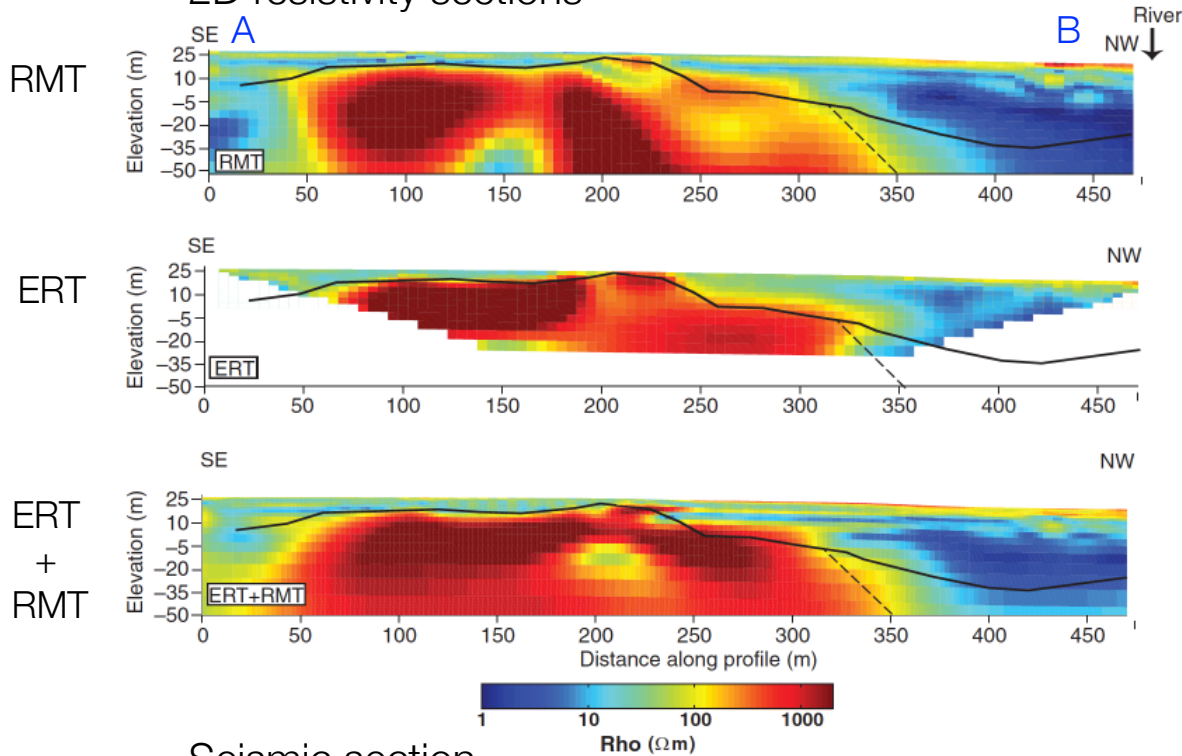 2D resistivity sections
River
SE A B NW
RMT
Elevation (m)
25
10
−5
−20
−35
−50
RMT
0 50 100 150 200 250 300 350 400 450
SE NW
ERT
Elevation (m)
25
10
−5
−20
−35
−50
ERT
0 50 100 150 200 250 300 350 400 450
SE NW
ERT
+
RMT
Elevation (m)
25
10
−5
−20
−35
−50
ERT+RMT
0 50 100 150 200 250 300 350 400 450
Distance along profile (m)
1 10 100 1000
Rho (Ωm)
Seismic section